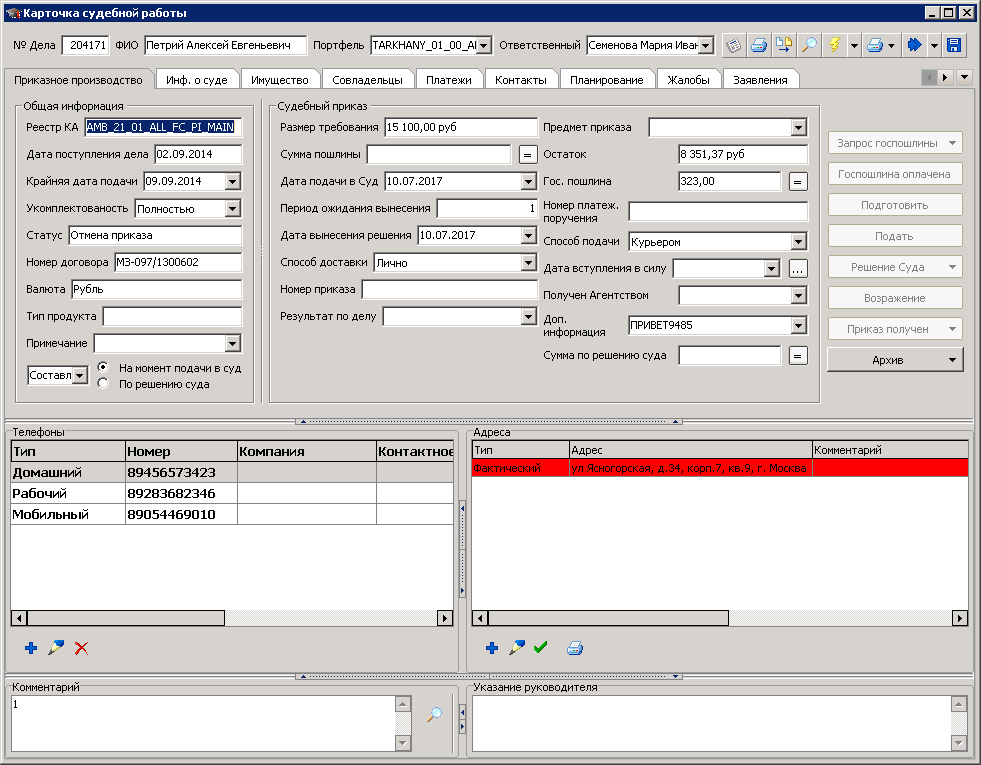 Карточка судебной работы
№ Дела 204171 ФИО Петрий Алексей Евгеньевич Портфель TARKHANY_01_00_Al Ответственный Семенова Мария Иван
Приказное производство Инф. о суде Имущество Совладельцы Платежи Контакты Планирование Жалобы Заявления
Общая информация
Реестр КА AMB_21_01_ALL_FC_PI_MAIN
Дата поступления дела 02.09.2014
Крайняя дата подачи 09.09.2014
Укомплектованость Полностью
Статус Отмена приказа
Номер договора МЗ-097/1300602
Валюта Рубль
Тип продукта
Примечание
Составл
На момент подачи в суд
По решению суда
Судебный приказ
Размер требования 15 100,00 руб Предмет приказа
Сумма пошлины = Остаток 8 351,37 руб
Дата подачи в Суд 10.07.2017 Гос. пошлина 323,00 =
Период ожидания вынесения 1 Номер платеж. поручения
Дата вынесения решения 10.07.2017 Способ подачи Курьером
Способ доставки Лично Дата вступления в силу ...
Номер приказа Получен Агентством
Результат по делу Доп. информация ПРИВЕТ9485
Сумма по решению суда =
Запрос госпошлины
Госпошлина оплачена
Подготовить
Подать
Решение Суда
Возражение
Приказ получен
Архив
Телефоны
Тип Номер Компания Контактное
Домашний 89456573423
Рабочий 89283682346
Мобильный 89054469010
Адреса
Тип Адрес Комментарий
Фактический ул Ясногорская, д.34, корп.7, кв.9, г. Москва
Комментарий
1
Указание руководителя